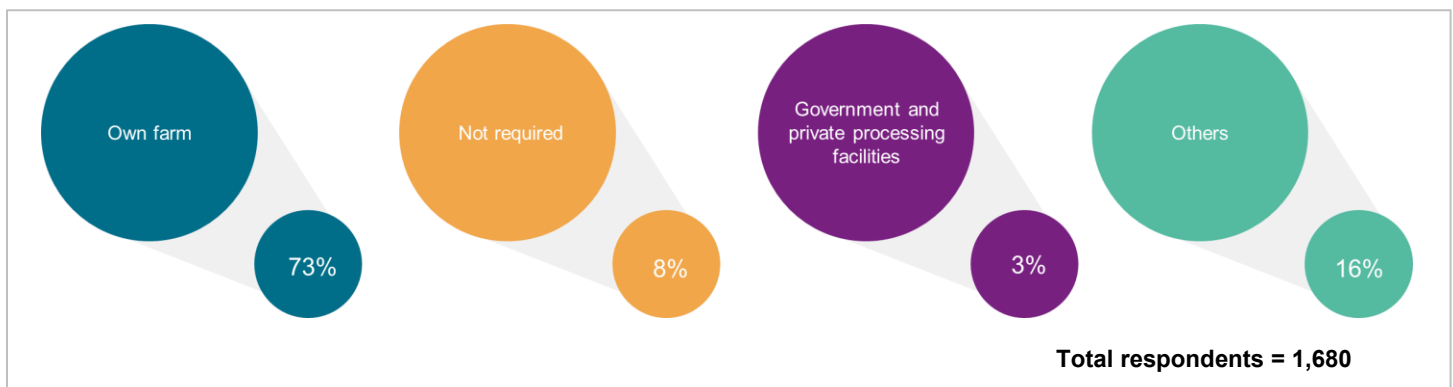 Own farm
73%
Not required
8%
Government and
private processing
facilities
3%
Others
16%
Total respondents = 1,680